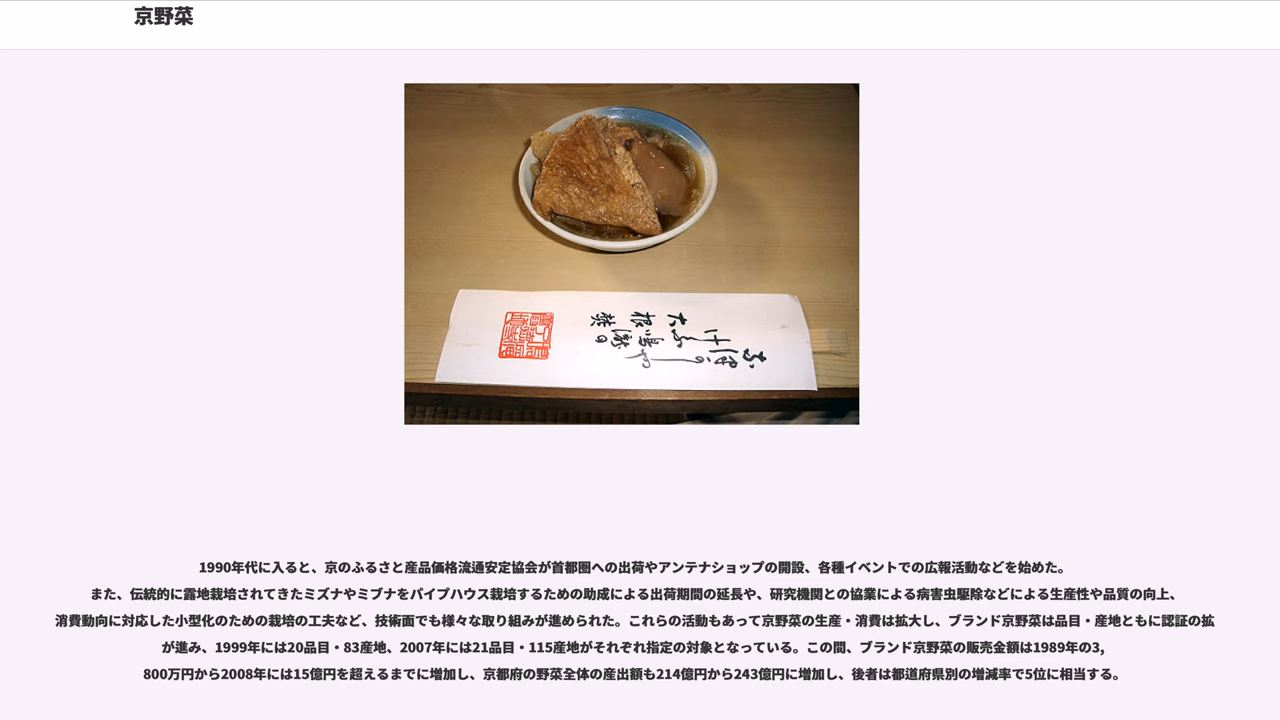 京野菜
1990年代に入ると、京のふるさと産品価格流通安定協会が首都圏への出荷やアンテナショップの開設、各種イベントでの広報活動などを始めた。
また、伝統的に露地栽培されてきたミズナやミブナをパイプハウス栽培するための助成による出荷期間の延長や、研究機関との協業による病害虫駆除などによる生産性や品質の向上、
消費動向に対応した小型化のための栽培の工夫など、技術面でも様々な取り組みが進められた。これらの活動もあって京野菜の生産・消費は拡大し、ブランド京野菜は品目・産地ともに認証の拡
が進み、1999年には20品目・83産地、2007年には21品目・115産地がそれぞれ指定の対象となっている。この間、ブランド京野菜の販売金額は1989年の3,
800万円から2008年には15億円を超えるまでに増加し、京都府の野菜全体の産出額も214億円から243億円に増加し、後者は都道府県別の増減率で5位に相当する。